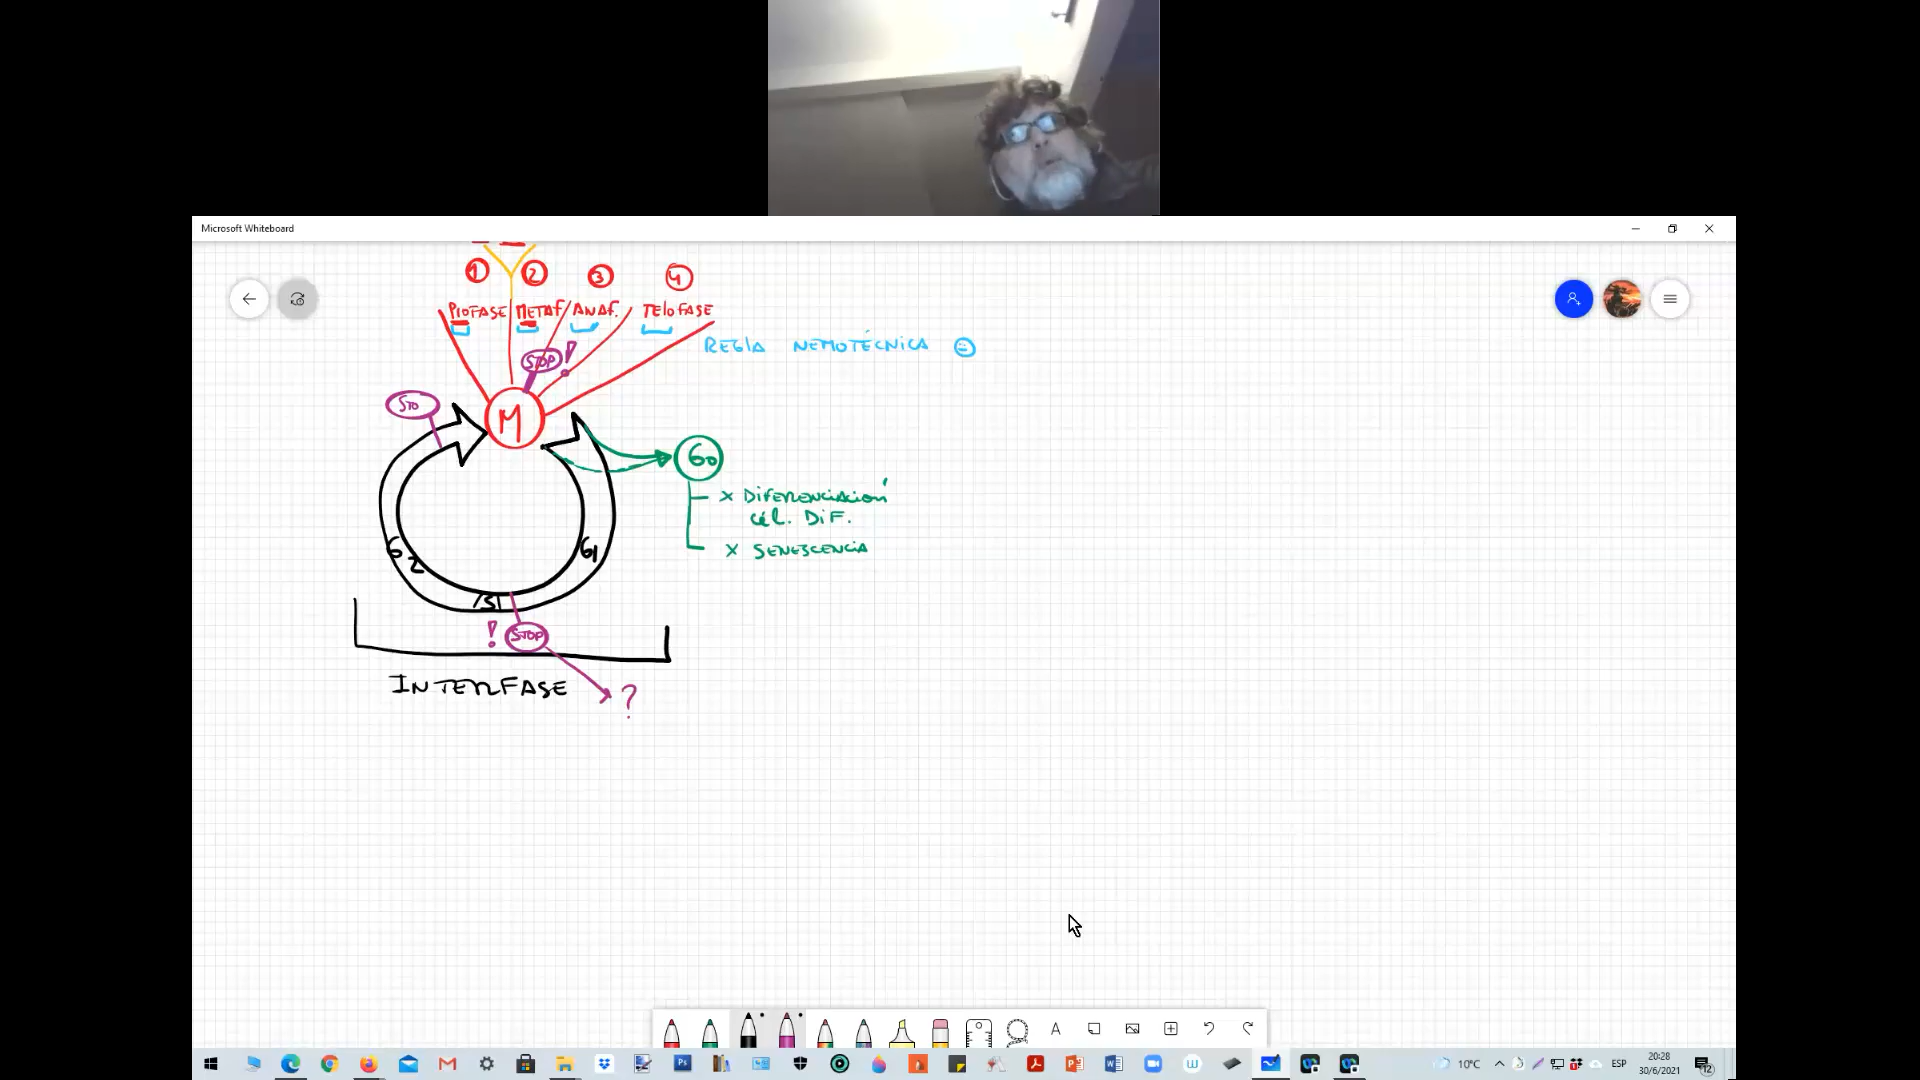 Microsoft Whiteboard
1 2 3 4
PROFASE METAF ANAF. TELOFASE
REGLA NEMOTÉCNICA
STOP!
STO
M
G0
x DIFERENCIACIÓN
CÉL. DIF.
x SENESCENCIA
G2
G1
S
! STOP
INTERFASE
?
A
10°C
ESP
20:28
30/6/2021
12